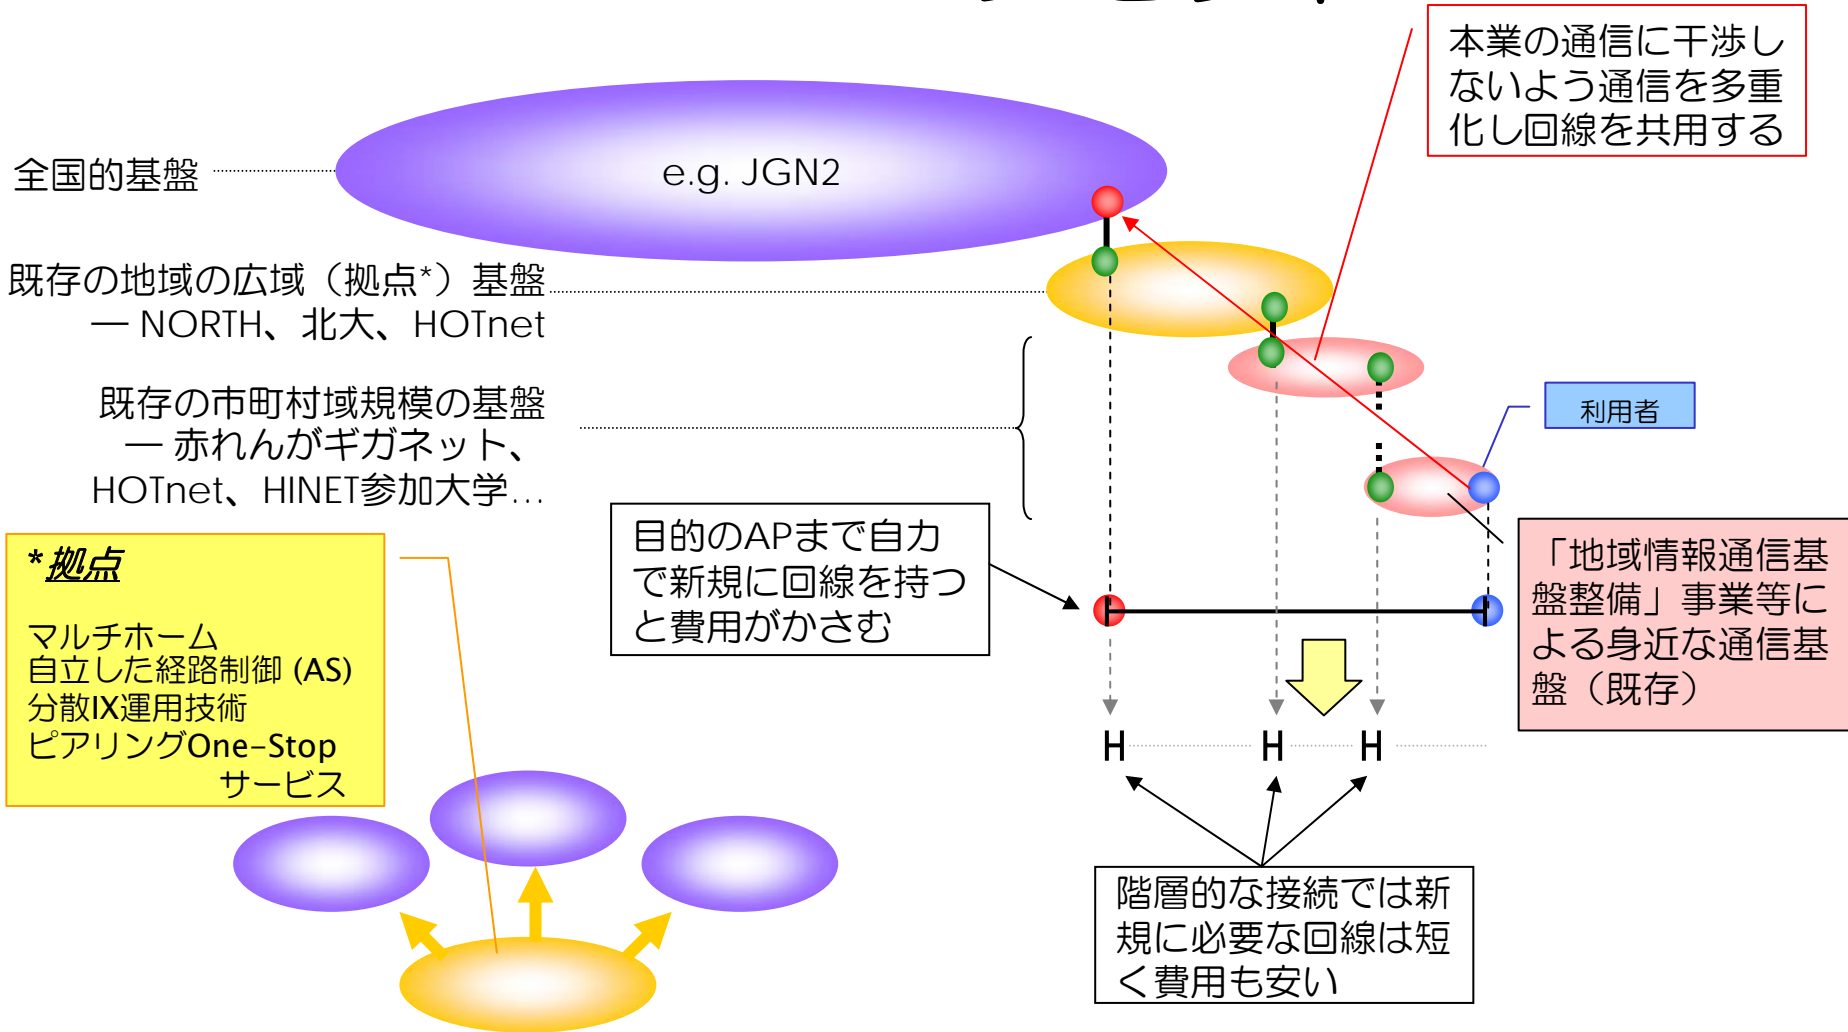 本業の通信に干渉し
ないよう通信を多重
化し回線を共用する
e.g. JGN2
全国的基盤
既存の地域の広域（拠点*）基盤
― NORTH、北大、HOTnet
既存の市町村域規模の基盤
― 赤れんがギガネット、
HOTnet、HINET参加大学…
利用者
目的のAPまで自力
で新規に回線を持つ
と費用がかさむ
「地域情報通信基
盤整備」事業等に
よる身近な通信基
盤（既存）
*拠点
マルチホーム
自立した経路制御 (AS)
分散IX運用技術
ピアリングOne-Stop
サービス
H H H
階層的な接続では新
規に必要な回線は短
く費用も安い